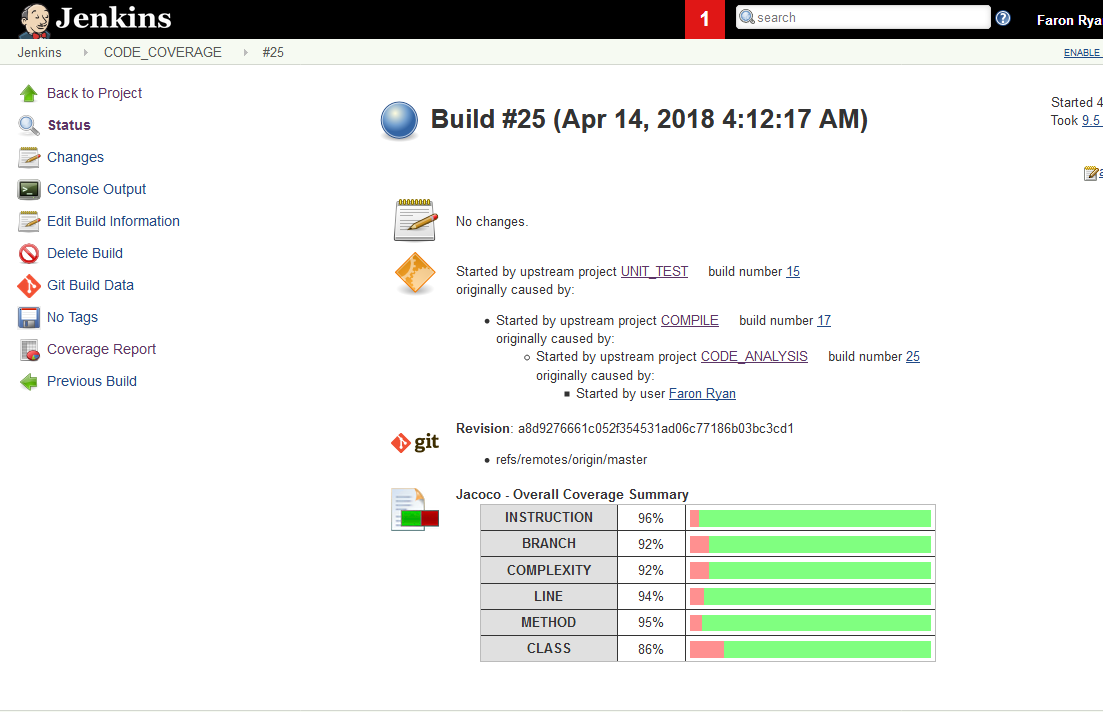 Jenkins
1
search
Faron Rya
Jenkins CODE_COVERAGE #25
ENABLE
Back to Project
Status
Changes
Console Output
Edit Build Information
Delete Build
Git Build Data
No Tags
Coverage Report
Previous Build
Build #25 (Apr 14, 2018 4:12:17 AM)
Started 4
Took 9.5
No changes.
Started by upstream project UNIT_TEST build number 15
originally caused by:
Started by upstream project COMPILE build number 17
originally caused by:
Started by upstream project CODE_ANALYSIS build number 25
originally caused by:
Started by user Faron Ryan
git
Revision: a8d9276661c052f354531ad06c77186b03bc3cd1
refs/remotes/origin/master
Jacoco - Overall Coverage Summary
INSTRUCTION 96%
BRANCH 92%
COMPLEXITY 92%
LINE 94%
METHOD 95%
CLASS 86%